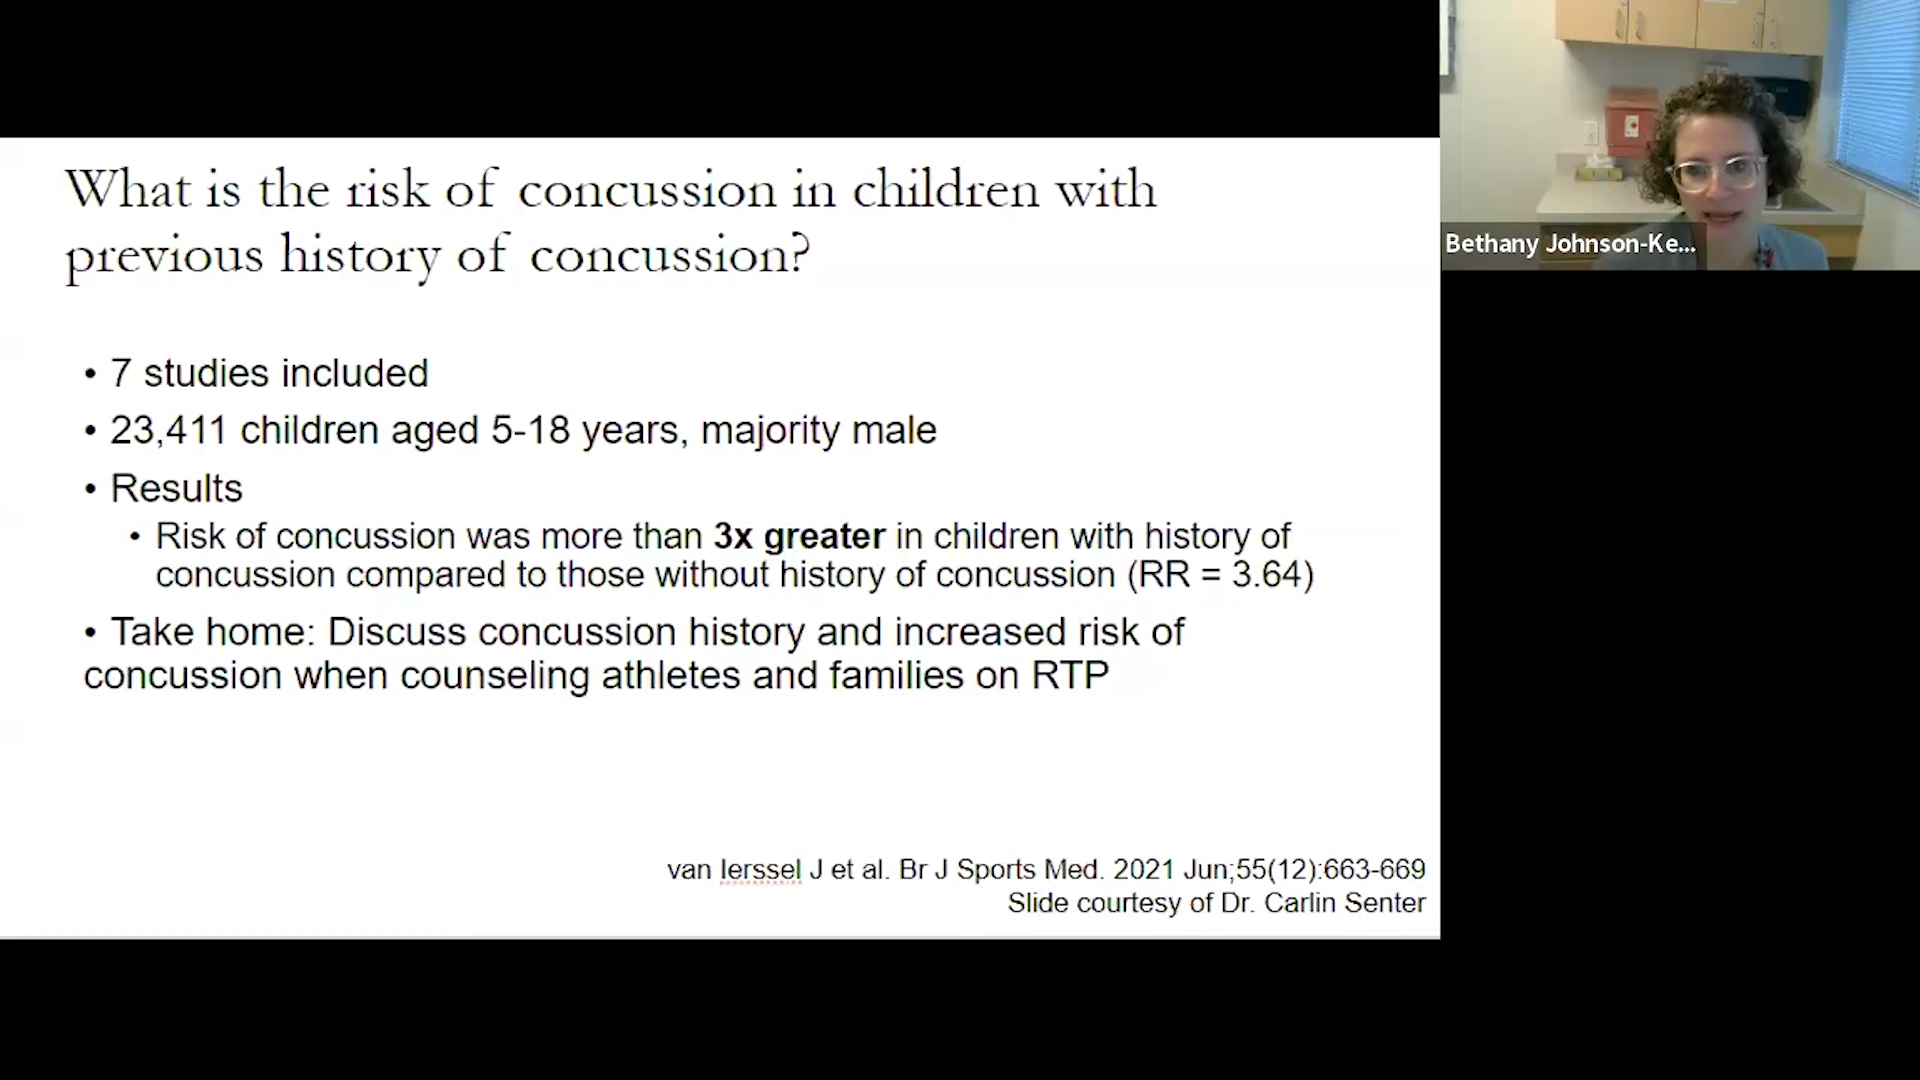 What is the risk of concussion in children with
previous history of concussion?
• 7 studies included
• 23,411 children aged 5-18 years, majority male
• Results
• Risk of concussion was more than 3x greater in children with history of
concussion compared to those without history of concussion (RR = 3.64)
• Take home: Discuss concussion history and increased risk of
concussion when counseling athletes and families on RTP
van Ierssel J et al. Br J Sports Med. 2021 Jun;55(12):663-669
Slide courtesy of Dr. Carlin Senter
Bethany Johnson-Ke...